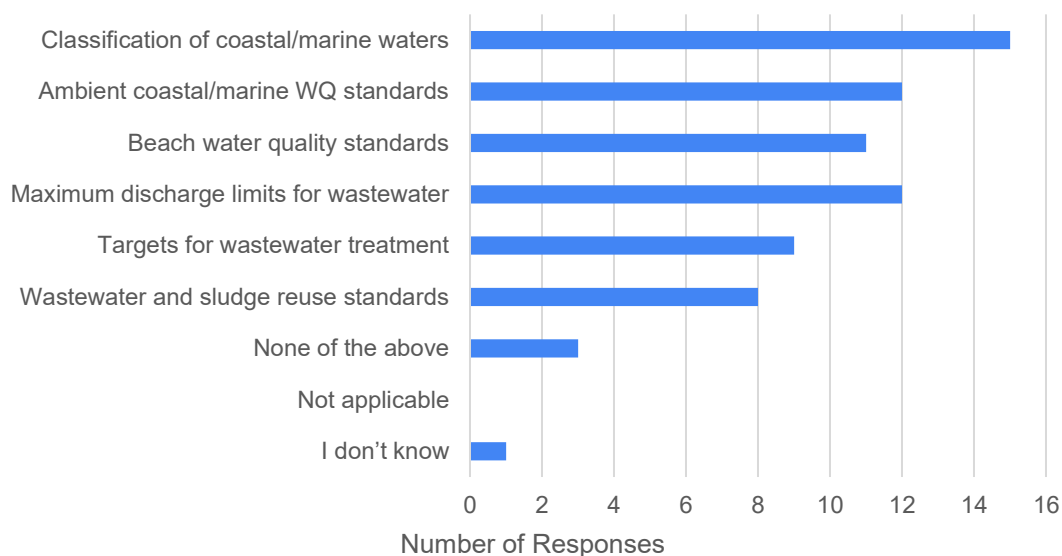 Classification of coastal/marine waters
Ambient coastal/marine WQ standards
Beach water quality standards
Maximum discharge limits for wastewater
Targets for wastewater treatment
Wastewater and sludge reuse standards
None of the above
Not applicable
I don’t know
0 2 4 6 8 10 12 14 16
Number of Responses